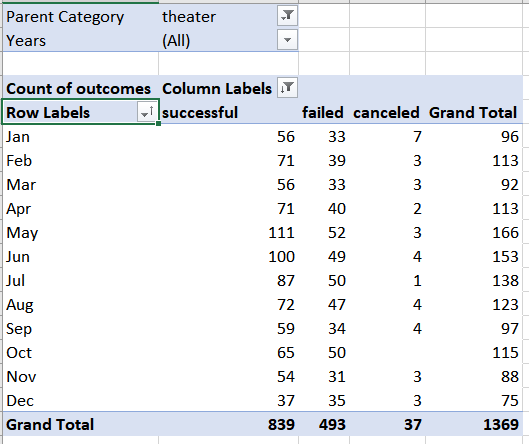 Parent Category theater
Years (All)
Count of outcomes Column Labels
Row Labels successful failed canceled Grand Total
Jan 56 33 7 96
Feb 71 39 3 113
Mar 56 33 3 92
Apr 71 40 2 113
May 111 52 3 166
Jun 100 49 4 153
Jul 87 50 1 138
Aug 72 47 4 123
Sep 59 34 4 97
Oct 65 50 115
Nov 54 31 3 88
Dec 37 35 3 75
Grand Total 839 493 37 1369